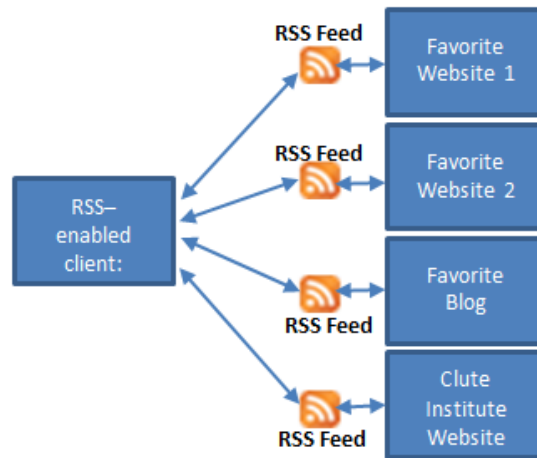 RSS Feed
Favorite
Website 1
RSS Feed
Favorite
Website 2
RSS–
enabled
client:
Favorite
Blog
RSS Feed
Clute
Institute
Website
RSS Feed